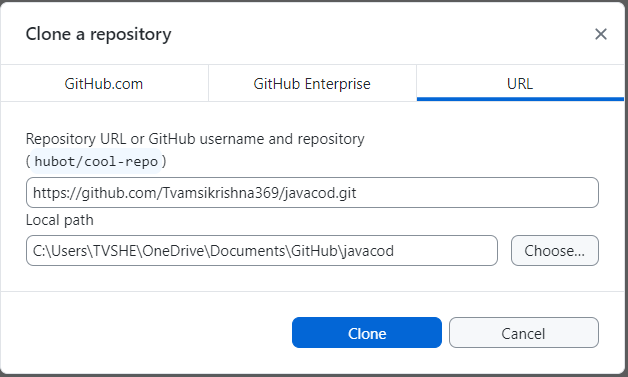 Clone a repository
GitHub.com GitHub Enterprise URL
Repository URL or GitHub username and repository
(hubot/cool-repo)
https://github.com/Tvamsikrishna369/javacod.git
Local path
C:\Users\TVSHE\OneDrive\Documents\GitHub\javacod Choose...
Clone Cancel